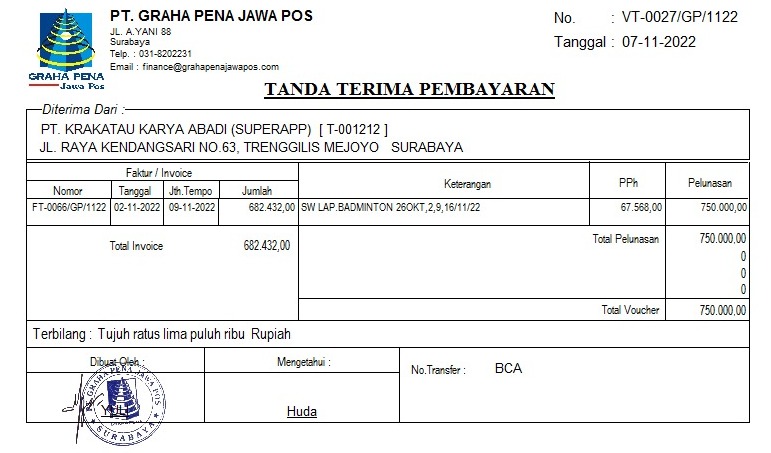 PT. GRAHA PENA JAWA POS
JL. A.YANI 88
Surabaya
Telp. : 031-8202231
Email : finance@grahapenajawapos.com
GRAHA PENA
Jawa Pos
No. : VT-0027/GP/1122
Tanggal : 07-11-2022
TANDA TERIMA PEMBAYARAN
Diterima Dari :
PT. KRAKATAU KARYA ABADI (SUPERAPP) [ T-001212 ]
JL. RAYA KENDANGSARI NO.63, TRENGGILIS MEJOYO SURABAYA
Faktur / Invoice Keterangan PPh Pelunasan
Nomor Tanggal Jth.Tempo Jumlah
FT-0066/GP/1122 02-11-2022 09-11-2022 682.432,00 SW LAP.BADMINTON 26OKT,2,9,16/11/22 67.568,00 750.000,00
Total Invoice 682.432,00 Total Pelunasan 750.000,00
0
0
0
Total Voucher 750.000,00
Terbilang : Tujuh ratus lima puluh ribu Rupiah
Dibuat Oleh : Mengetahui : No.Transfer : BCA
PT. GRAHA PENA JAWA POS
SURABAYA
Huda